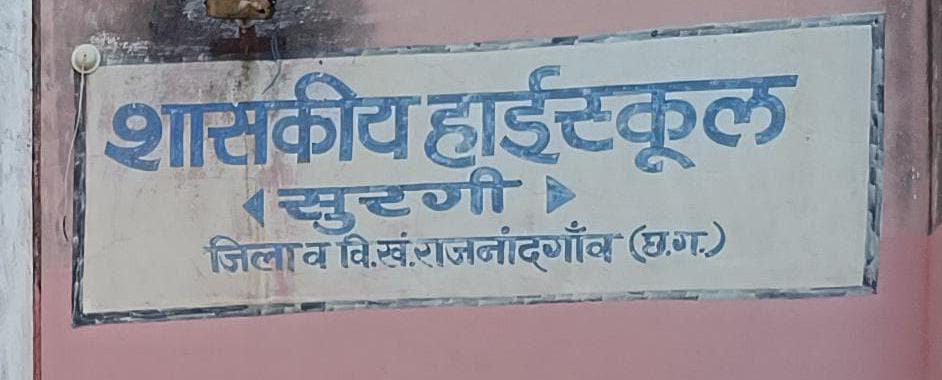 शासकीय हाईस्कूल
सुरगी
जिला व वि.खं.राजनांदगाँव (छ.ग.)